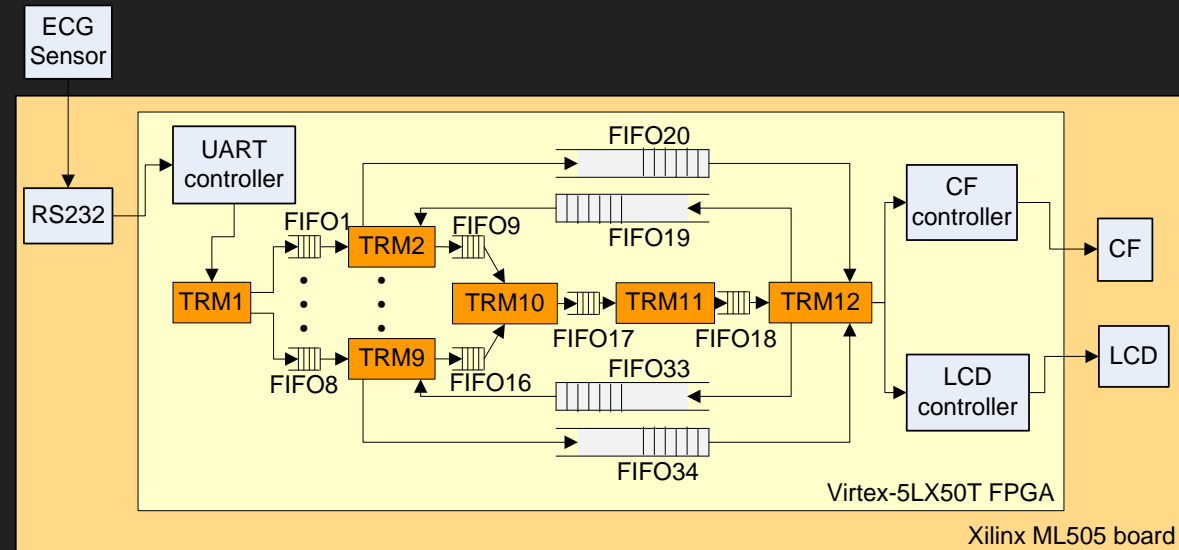 ECG
Sensor
RS232
UART
controller
TRM1
FIFO1
FIFO8
TRM2
TRM9
FIFO9
FIFO16
FIFO20
FIFO19
TRM10
FIFO17
TRM11
FIFO18
TRM12
FIFO33
FIFO34
CF
controller
LCD
controller
CF
LCD
Virtex-5LX50T FPGA
Xilinx ML505 board